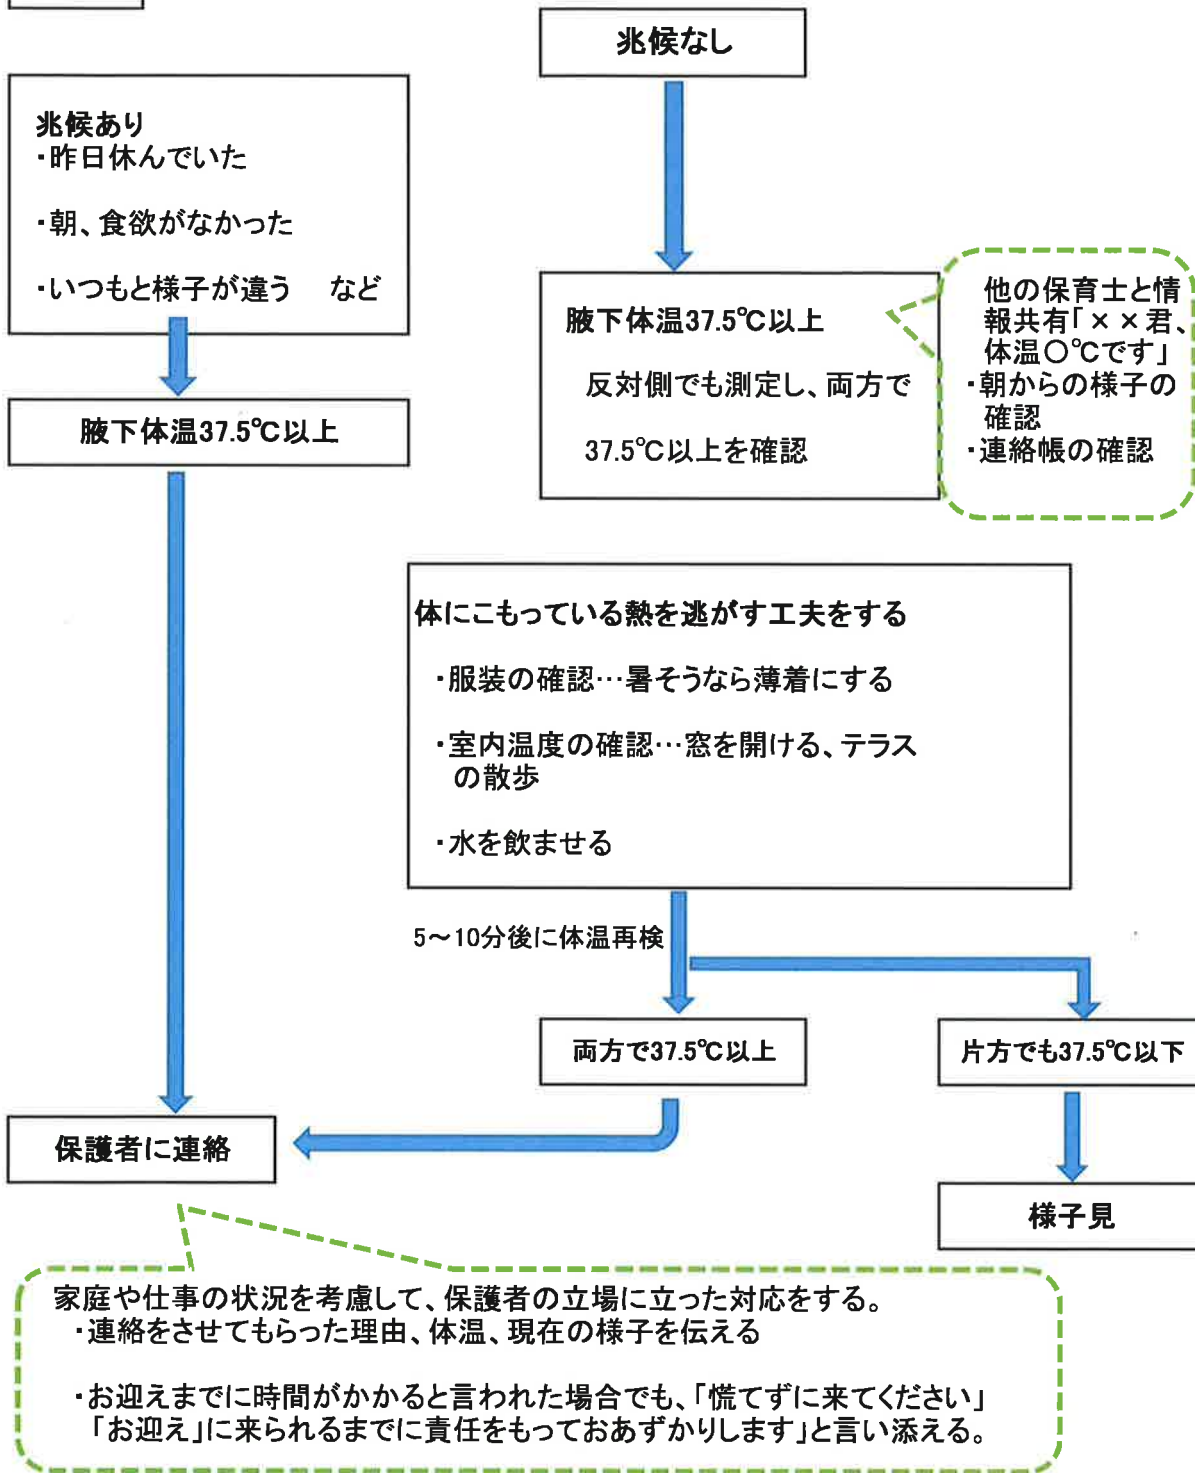 兆候なし
兆候あり
・昨日休んでいた
・朝、食欲がなかった
・いつもと様子が違う　など
腋下体温37.5℃以上
腋下体温37.5℃以上
反対側でも測定し、両方で
37.5℃以上を確認
他の保育士と情
報共有「××君、
体温〇℃です」
・朝からの様子の
確認
・連絡帳の確認
体にこもっている熱を逃がす工夫をする
・服装の確認…暑そうなら薄着にする
・室内温度の確認…窓を開ける、テラス
の散歩
・水を飲ませる
5～10分後に体温再検
両方で37.5℃以上
片方でも37.5℃以下
保護者に連絡
様子見
家庭や仕事の状況を考慮して、保護者の立場に立った対応をする。
・連絡をさせてもらった理由、体温、現在の様子を伝える
・お迎えまでに時間がかかると言われた場合でも、「慌てずに来てください」
「お迎え」に来られるまでに責任をもっておあずかりします」と言い添える。